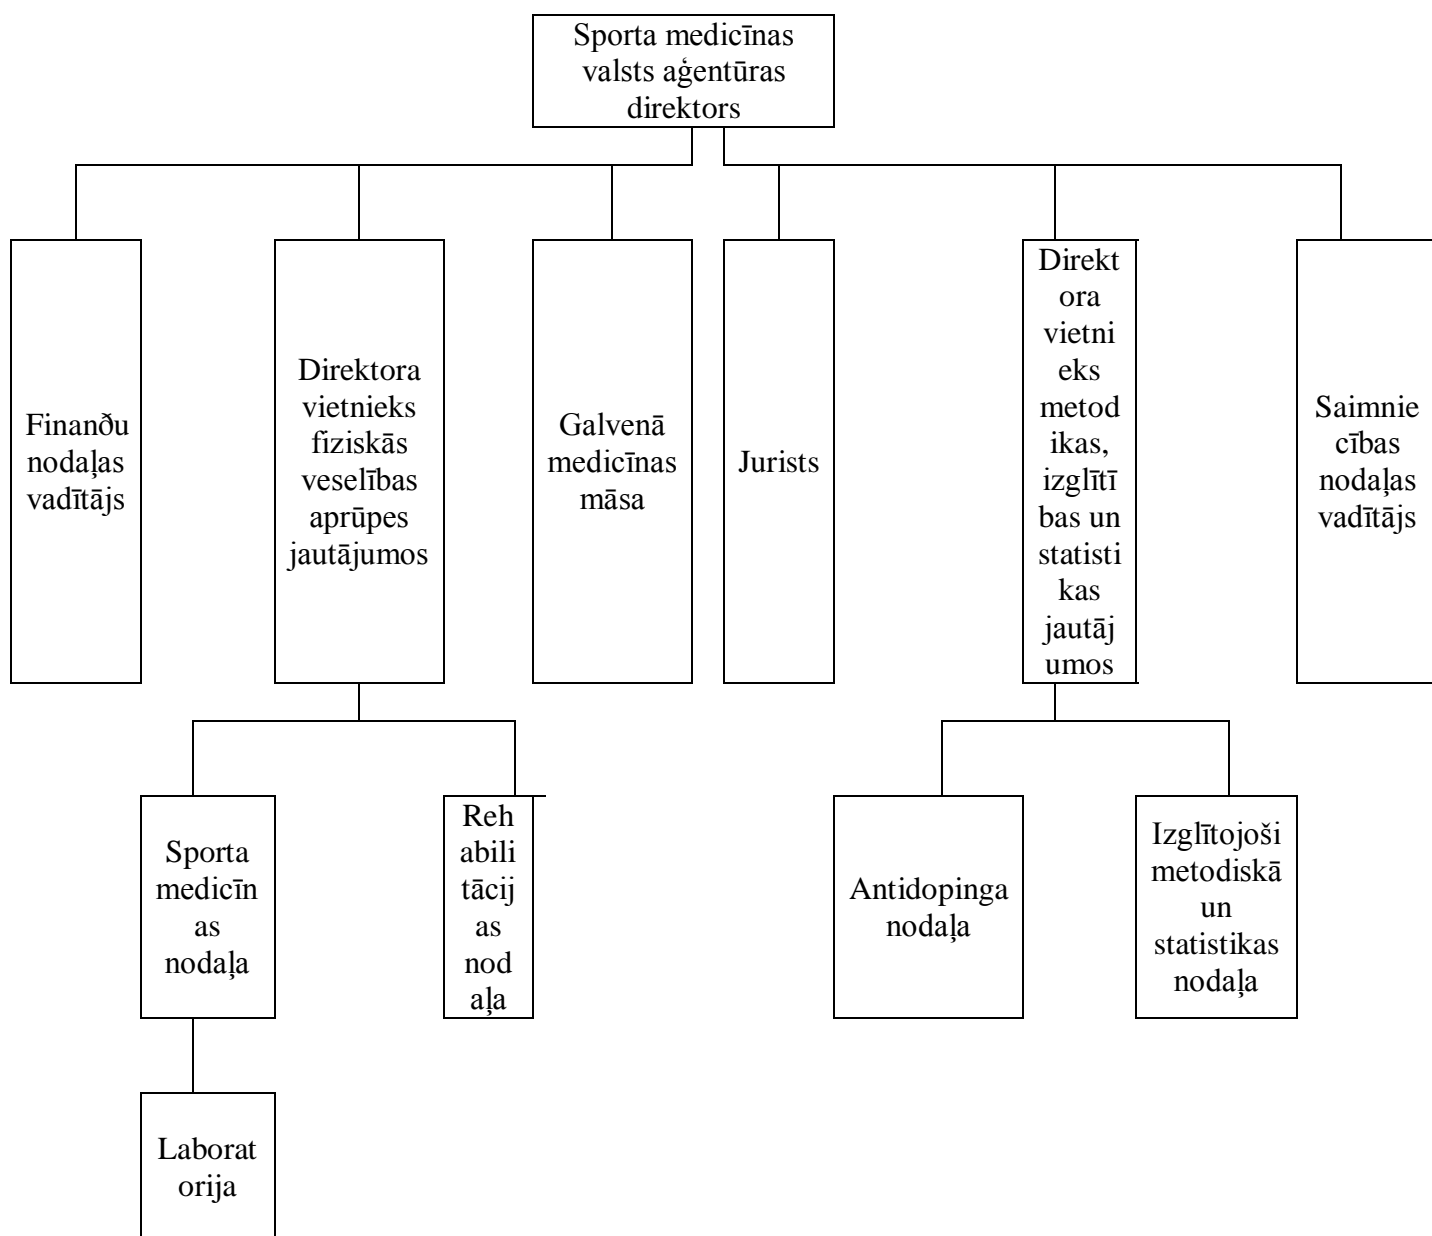 Sporta medicīnas
valsts aģentūras
direktors
Finanðu
nodaļas
vadītājs
Direktora
vietnieks
fiziskās
veselības
aprūpes
jautājumos
Galvenā
medicīnas
māsa
Jurists
Direkt
ora
vietni
eks
metod
ikas,
izglītī
bas un
statisti
kas
jautāj
umos
Saimnie
cības
nodaļas
vadītājs
Sporta
medicīn
as
nodaļa
Reh
abili
tācij
as
nod
aļa
Antidopinga
nodaļa
Izglītojoši
metodiskā
un
statistikas
nodaļa
Laborat
orija